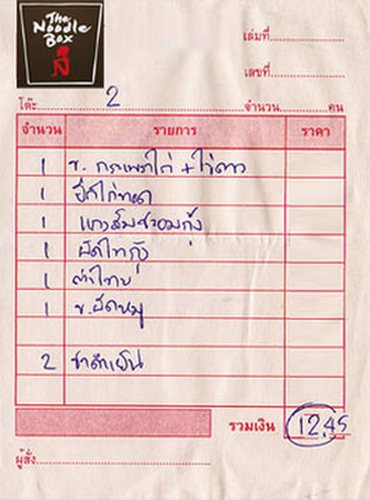 The
Noodle
Box
เล่มที่
เลขที่
โต๊ะ 2 จำนวน คน
จำนวน รายการ ราคา
1 ข. กระเพราไก่ + ไข่ดาว
1 ปีกไก่ทอด
1 แกงส้มชะอมกุ้ง
1 ผัดไทกุ้ง
1 ตำไทย
1 ข. ผัดหมู
2 ชาดำเย็น
รวมเงิน 12,45
ผู้สั่ง